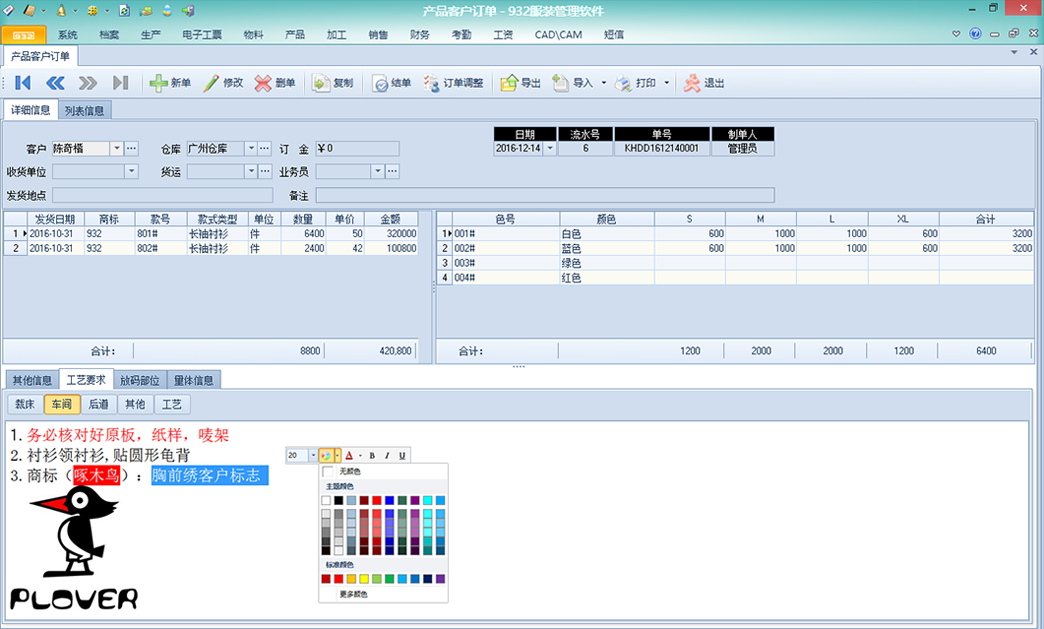 产品客户订单 - 932服装管理软件
系统 档案 生产 电子工票 物料 产品 加工 销售 财务 考勤 工资 CAD\CAM 短信
产品客户订单
新单 修改 删单 复制 结单 订单调整 导出 导入 打印 退出
详细信息 列表信息
日期 流水号 单号 制单人
2016-12-14 6 KHDD1612140001 管理员
客户 陈奇楿 仓库 广州仓库 订 金 ¥0
收货单位 货运 业务员
发货地点 备注
发货日期 商标 款号 款式类型 单位 数量 单价 金额
1 2016-10-31 932 801# 长袖衬衫 件 6400 50 320000
2 2016-10-31 932 802# 长袖衬衫 件 2400 42 100800
合计: 8800 420,800
色号 颜色 S M L XL 合计
1 001# 白色 600 1000 1000 600 3200
2 002# 蓝色 600 1000 1000 600 3200
3 003# 绿色
4 004# 红色
合计: 1200 2000 2000 1200 6400
其他信息 工艺要求 放码部位 量体信息
裁床 车间 后道 其他 工艺
1. 务必核对好原板，纸样，唛架
2. 衬衫领衬衫,贴圆形龟背
3. 商标（啄木鸟）：胸前绣客户标志
20 A B I U
无颜色
主题颜色
标准颜色
更多颜色
PLOVER